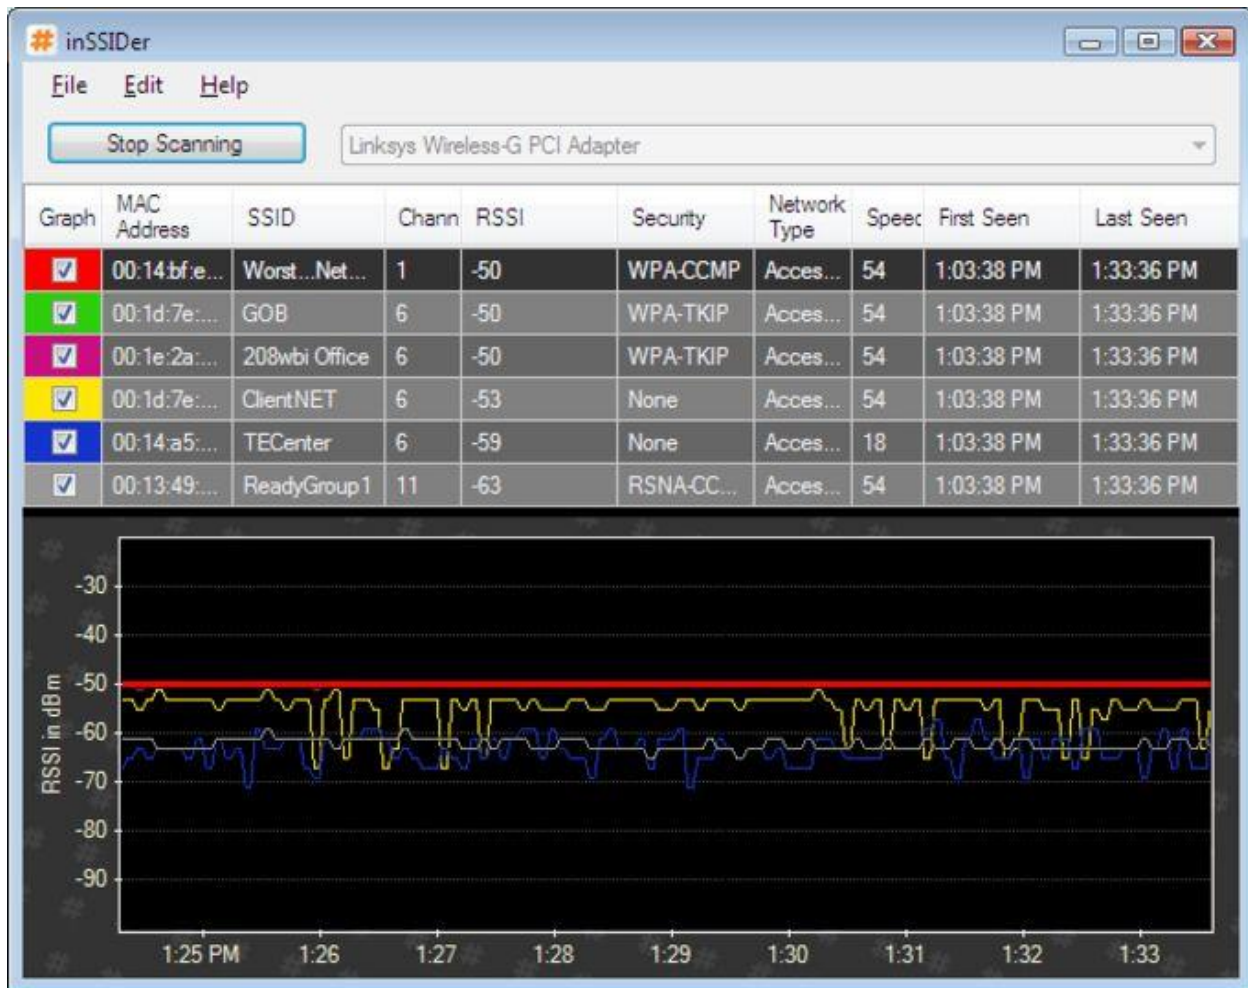 inSSIDer
File Edit Help
Stop Scanning Linksys Wireless-G PCI Adapter
Graph MAC Address SSID Chann RSSI Security Network Type Speec First Seen Last Seen
00:14:bf:e... Worst...Net... 1 -50 WPA-CCMP Acces... 54 1:03:38 PM 1:33:36 PM
00:1d:7e:... GOB 6 -50 WPA-TKIP Acces... 54 1:03:38 PM 1:33:36 PM
00:1e:2a:... 208wbi Office 6 -50 WPA-TKIP Acces... 54 1:03:38 PM 1:33:36 PM
00:1d:7e:... ClientNET 6 -53 None Acces... 54 1:03:38 PM 1:33:36 PM
00:14:a5:... TECenter 6 -59 None Acces... 18 1:03:38 PM 1:33:36 PM
00:13:49:... ReadyGroup1 11 -63 RSNA-CC... Acces... 54 1:03:38 PM 1:33:36 PM
RSSI in dBm
-30
-40
-50
-60
-70
-80
-90
1:25 PM 1:26 1:27 1:28 1:29 1:30 1:31 1:32 1:33